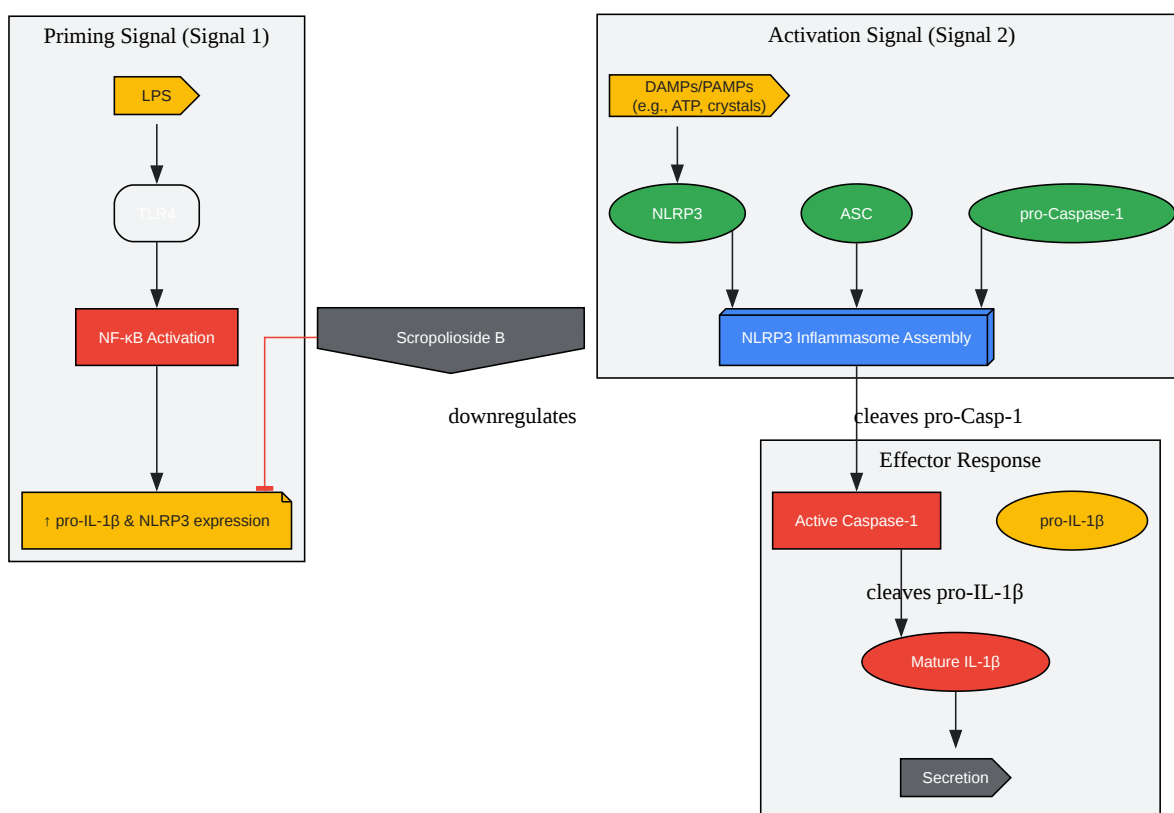 Priming Signal (Signal 1)
LPS
TLR4
NF-κB Activation
↑ pro-IL-1β & NLRP3 expression
Scropolioside B
downregulates
Activation Signal (Signal 2)
DAMPs/PAMPs
(e.g., ATP, crystals)
NLRP3
ASC
pro-Caspase-1
NLRP3 Inflammasome Assembly
cleaves pro-Casp-1
Effector Response
Active Caspase-1
pro-IL-1β
cleaves pro-IL-1β
Mature IL-1β
Secretion